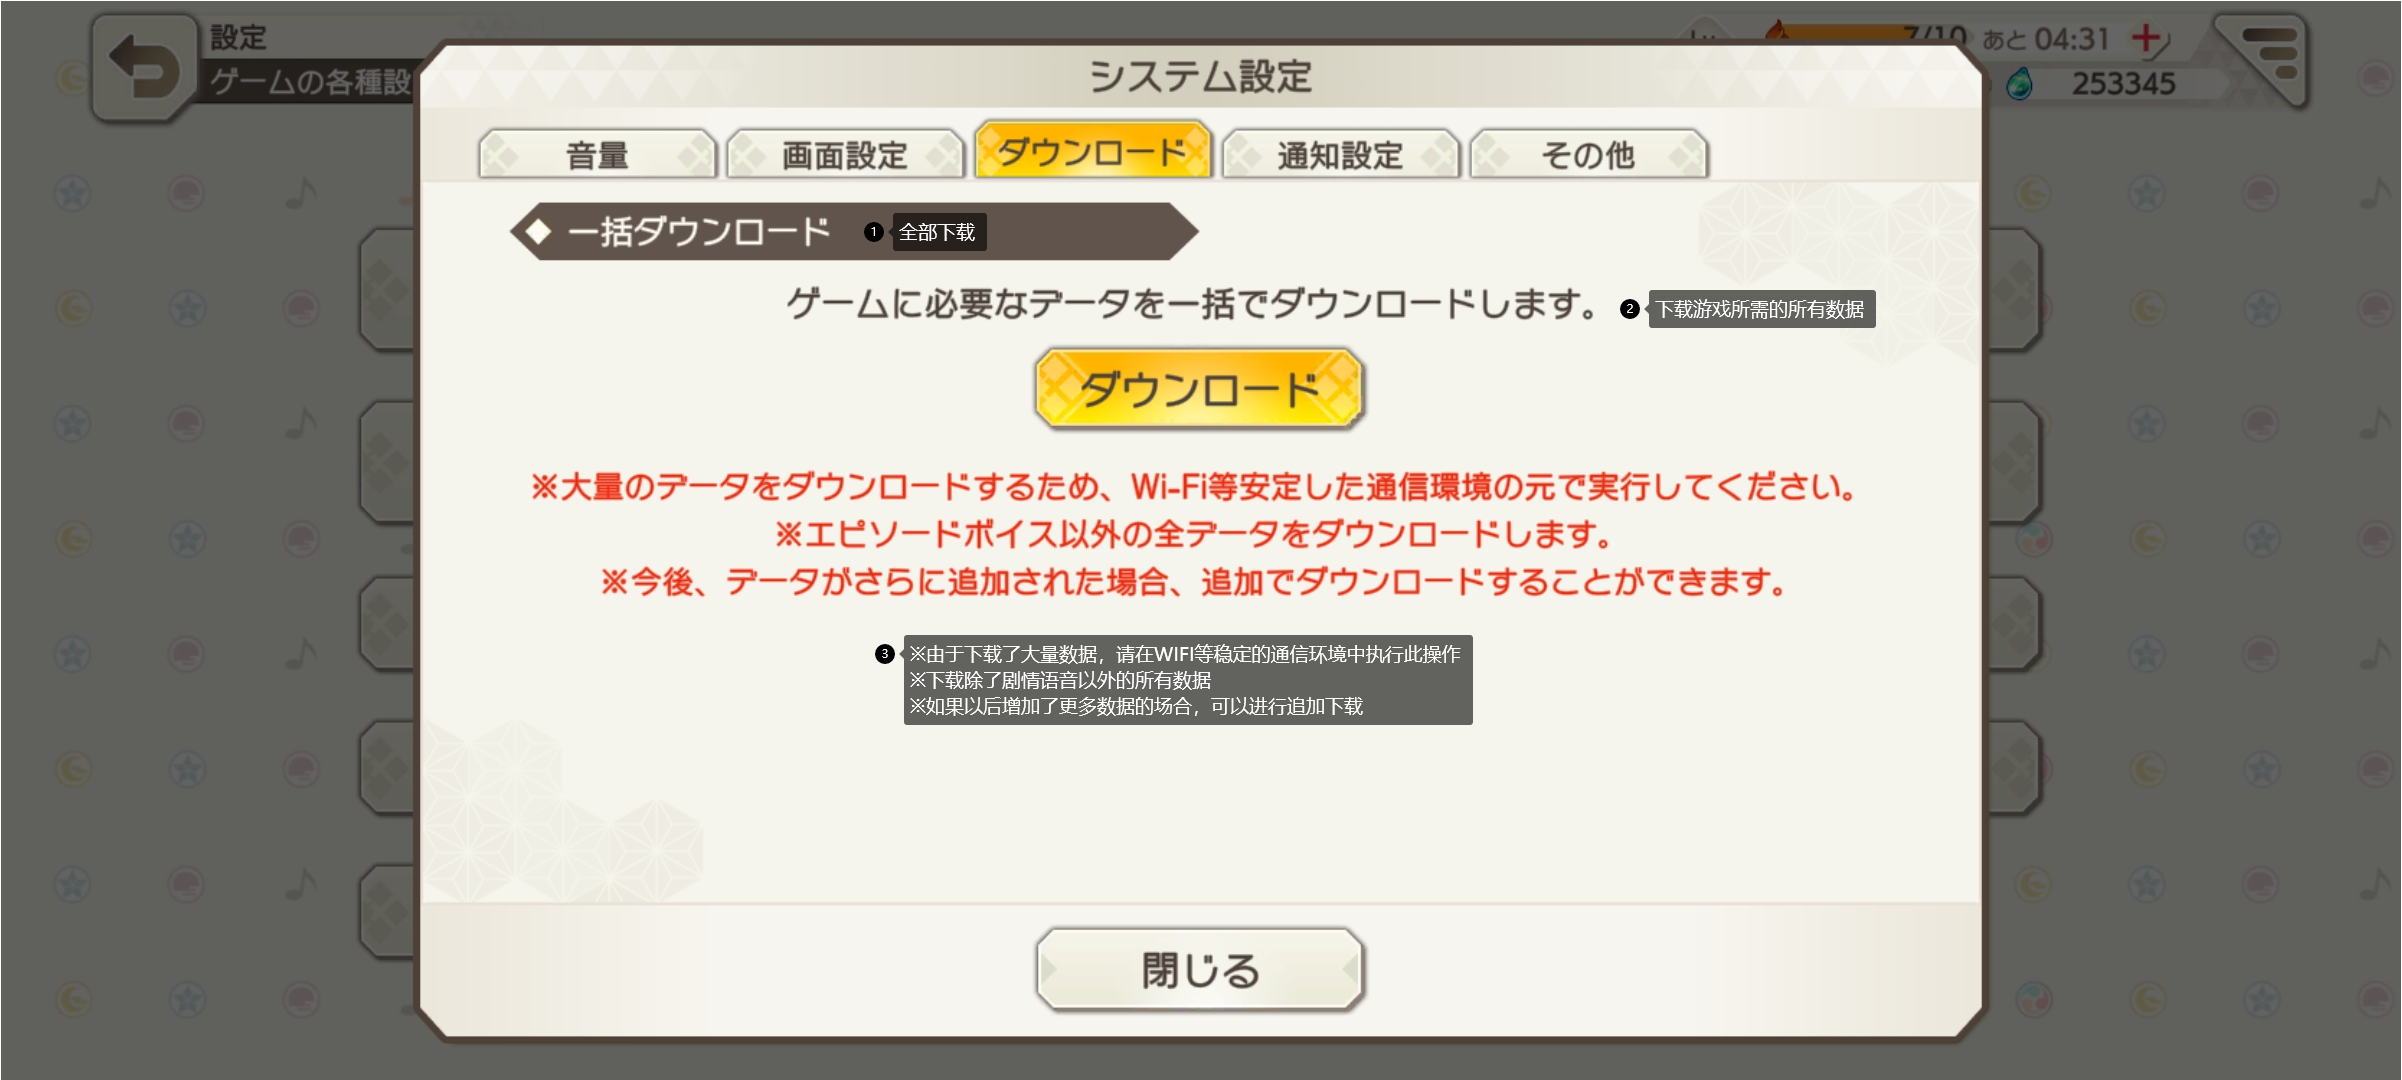 設定
ゲームの各種設
7/10 あと 04:31
253345
システム設定
音量
画面設定
ダウンロード
通知設定
その他
一括ダウンロード
1 全部下载
ゲームに必要なデータを一括でダウンロードします。
2 下载游戏所需的所有数据
ダウンロード
※大量のデータをダウンロードするため、Wi-Fi等安定した通信環境の元で実行してください。
※エピソードボイス以外の全データをダウンロードします。
※今後、データがさらに追加された場合、追加でダウンロードすることができます。
3 ※由于下载了大量数据，请在WIFI等稳定的通信环境中执行此操作
※下载除了剧情语音以外的所有数据
※如果以后增加了更多数据的场合，可以进行追加下载
閉じる